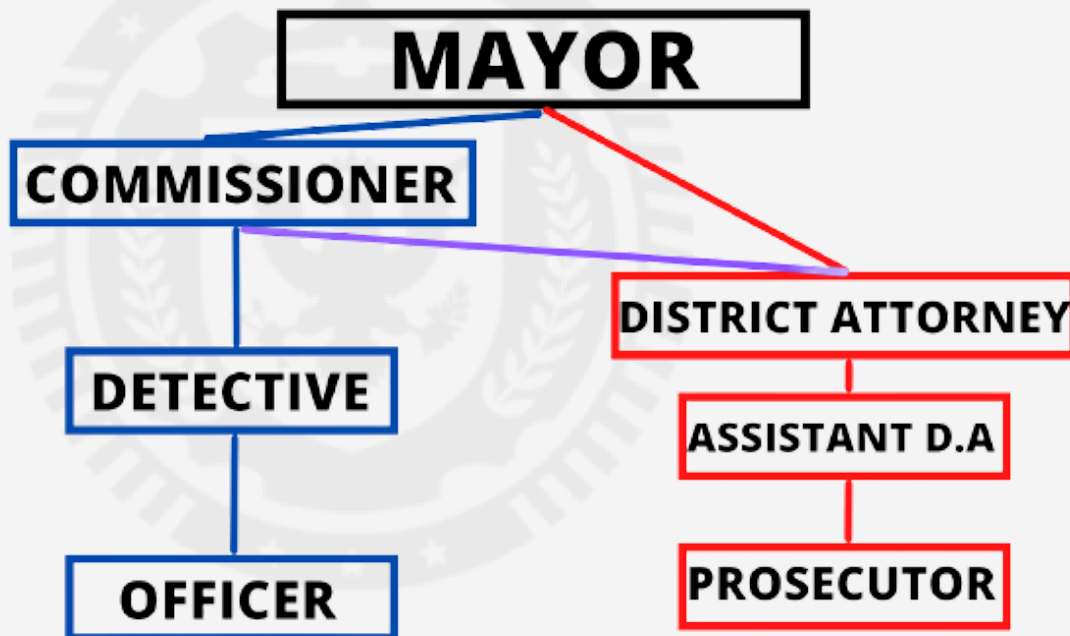 MAYOR
COMMISSIONER
DISTRICT ATTORNEY
DETECTIVE
ASSISTANT D.A
PROSECUTOR
OFFICER